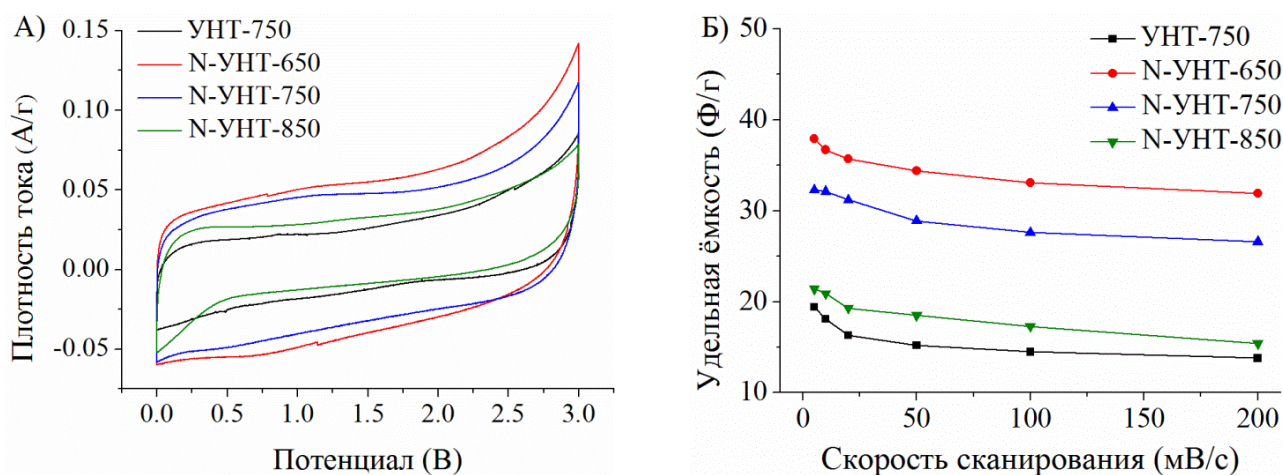 А)
УНТ-750
N-УНТ-650
N-УНТ-750
N-УНТ-850
Плотность тока (А/г)
0.15
0.10
0.05
0.00
-0.05
0.0 0.5 1.0 1.5 2.0 2.5 3.0
Потенциал (В)
Б)
УНТ-750
N-УНТ-650
N-УНТ-750
N-УНТ-850
Удельная ёмкость (Ф/г)
50
40
30
20
10
0 50 100 150 200
Скорость сканирования (мВ/с)